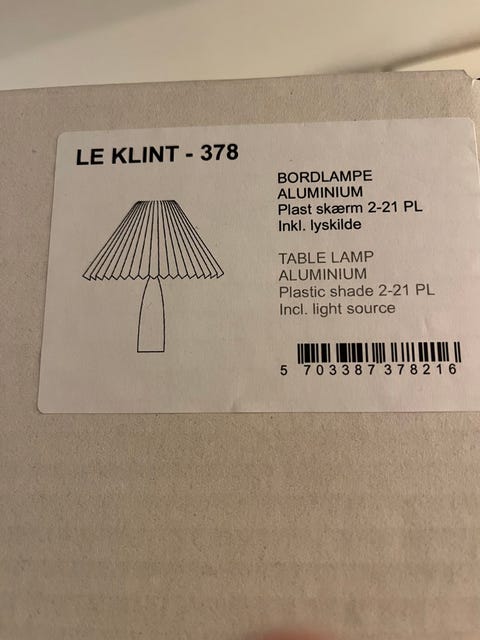 LE KLINT - 378
BORDLAMPE
ALUMINIUM
Plast skærm 2-21 PL
Inkl. lyskilde
TABLE LAMP
ALUMINIUM
Plastic shade 2-21 PL
Incl. light source
5 703387 378216